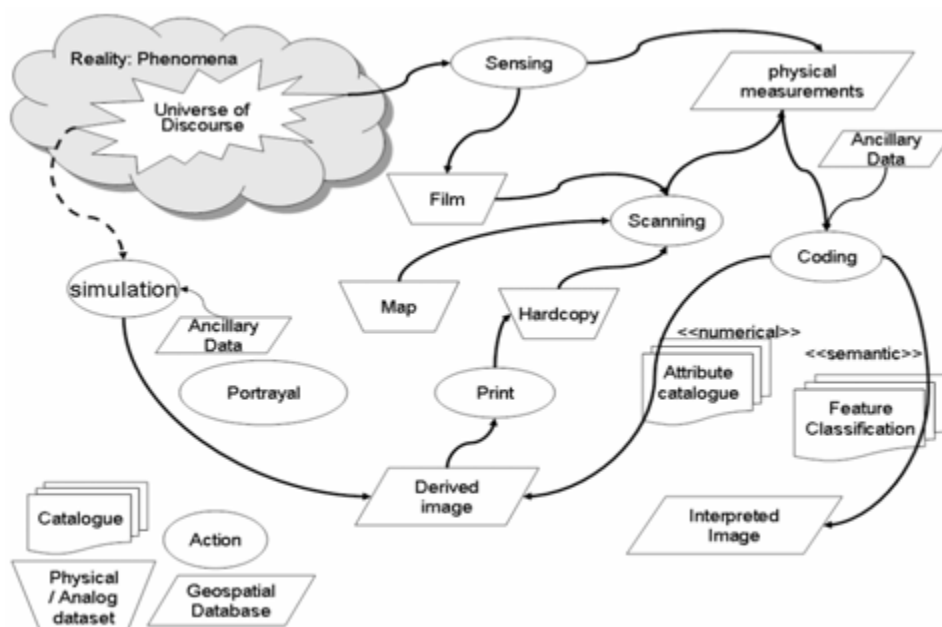 Reality: Phenomena
Universe of
Discourse
Sensing
physical
measurements
Ancillary
Data
Film
Scanning
Coding
simulation
Ancillary
Data
Map
Hardcopy
<<numerical>>
Attribute
catalogue
<<semantic>>
Feature
Classification
Portrayal
Print
Derived
image
Interpreted
Image
Catalogue
Action
Physical
/ Analog
dataset
Geospatial
Database